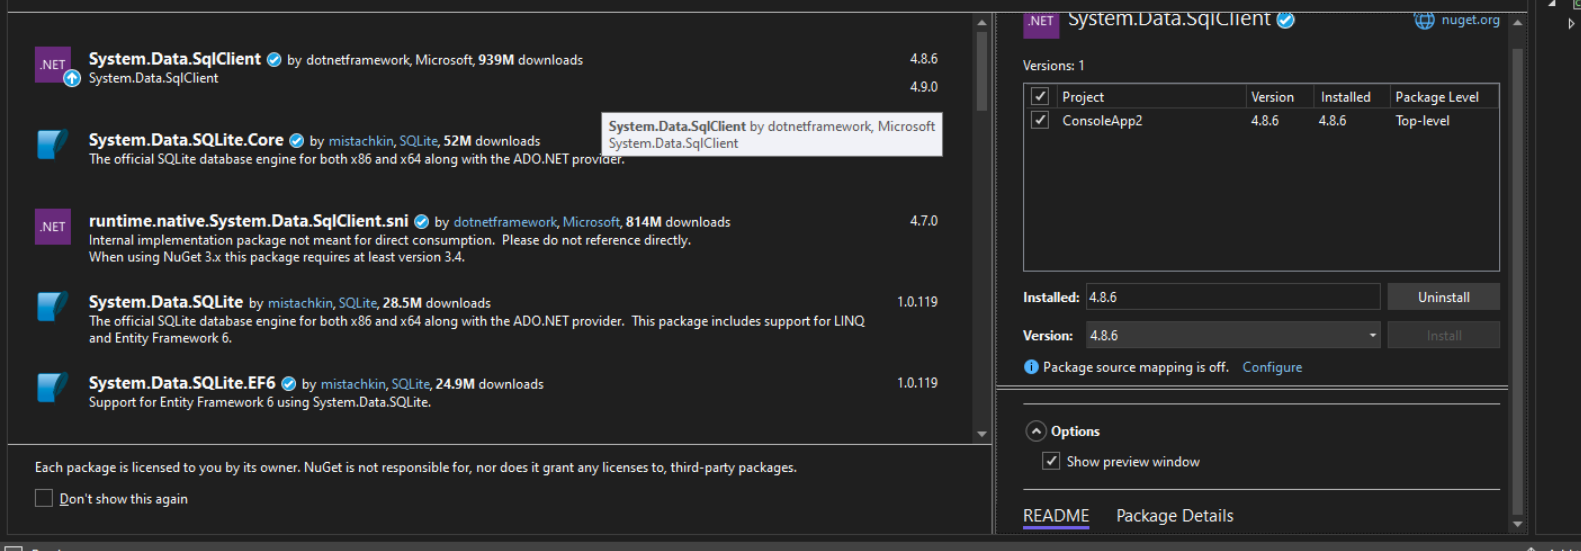 .NET
System.Data.SqlClient by dotnetframework, Microsoft, 939M downloads
4.8.6
System.Data.SqlClient
4.9.0
System.Data.SQLite.Core by mistachkin, SQLite, 52M downloads
The official SQLite database engine for both x86 and x64 along with the ADO.NET provider.
System.Data.SqlClient by dotnetframework, Microsoft
System.Data.SqlClient
.NET
runtime.native.System.Data.SqlClient.sni by dotnetframework, Microsoft, 814M downloads
4.7.0
Internal implementation package not meant for direct consumption. Please do not reference directly.
When using NuGet 3.x this package requires at least version 3.4.
System.Data.SQLite by mistachkin, SQLite, 28.5M downloads
1.0.119
The official SQLite database engine for both x86 and x64 along with the ADO.NET provider. This package includes support for LINQ
and Entity Framework 6.
System.Data.SQLite.EF6 by mistachkin, SQLite, 24.9M downloads
1.0.119
Support for Entity Framework 6 using System.Data.SQLite.
Each package is licensed to you by its owner. NuGet is not responsible for, nor does it grant any licenses to, third-party packages.
Don't show this again
.NET System.Data.SqlClient
nuget.org
Versions: 1
Project Version Installed Package Level
ConsoleApp2 4.8.6 4.8.6 Top-level
Installed: 4.8.6 Uninstall
Version: 4.8.6 Install
Package source mapping is off. Configure
Options
Show preview window
README Package Details